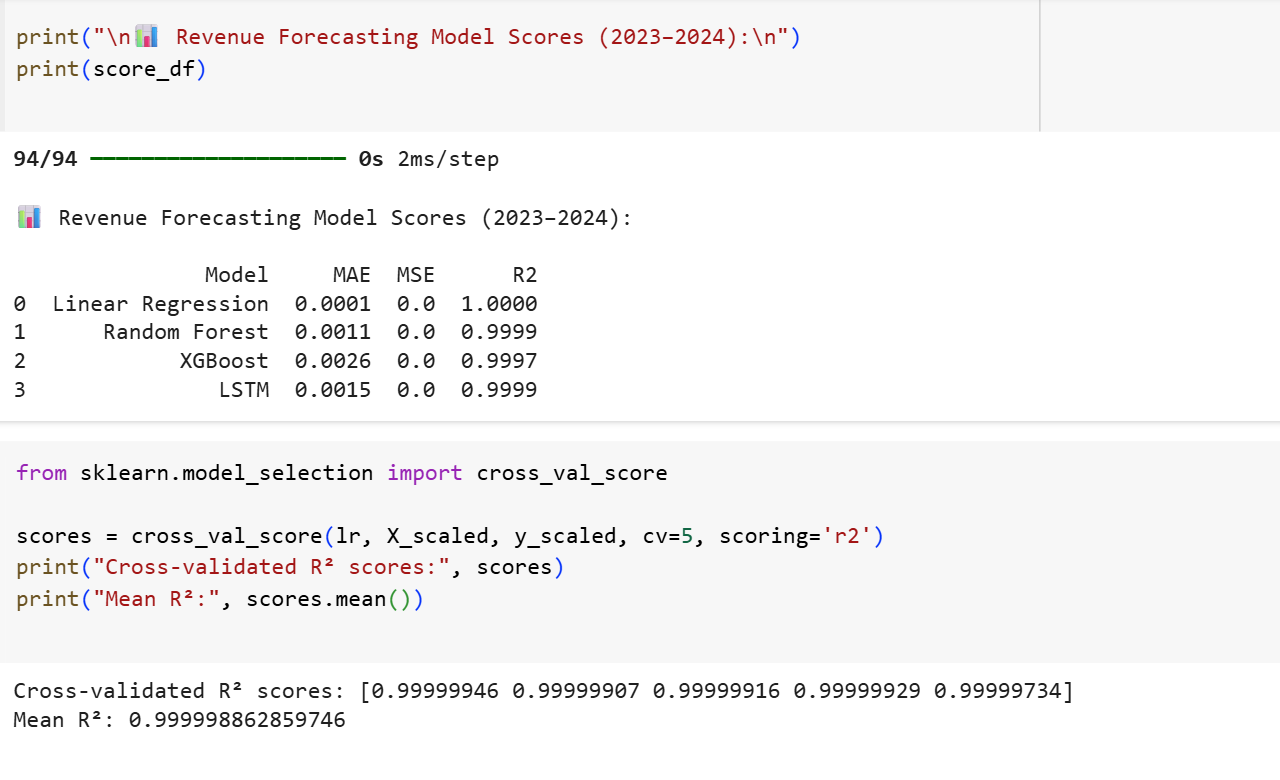 print("\n📊 Revenue Forecasting Model Scores (2023–2024):\n")
print(score_df)
94/94 ━━━━━━━━━━━━━━━━━━━━ 0s 2ms/step
📊 Revenue Forecasting Model Scores (2023–2024):
Model MAE MSE R2
0 Linear Regression 0.0001 0.0 1.0000
1 Random Forest 0.0011 0.0 0.9999
2 XGBoost 0.0026 0.0 0.9997
3 LSTM 0.0015 0.0 0.9999
from sklearn.model_selection import cross_val_score
scores = cross_val_score(lr, X_scaled, y_scaled, cv=5, scoring='r2')
print("Cross-validated R² scores:", scores)
print("Mean R²:", scores.mean())
Cross-validated R² scores: [0.99999946 0.99999907 0.99999916 0.99999929 0.99999734]
Mean R²: 0.999998862859746